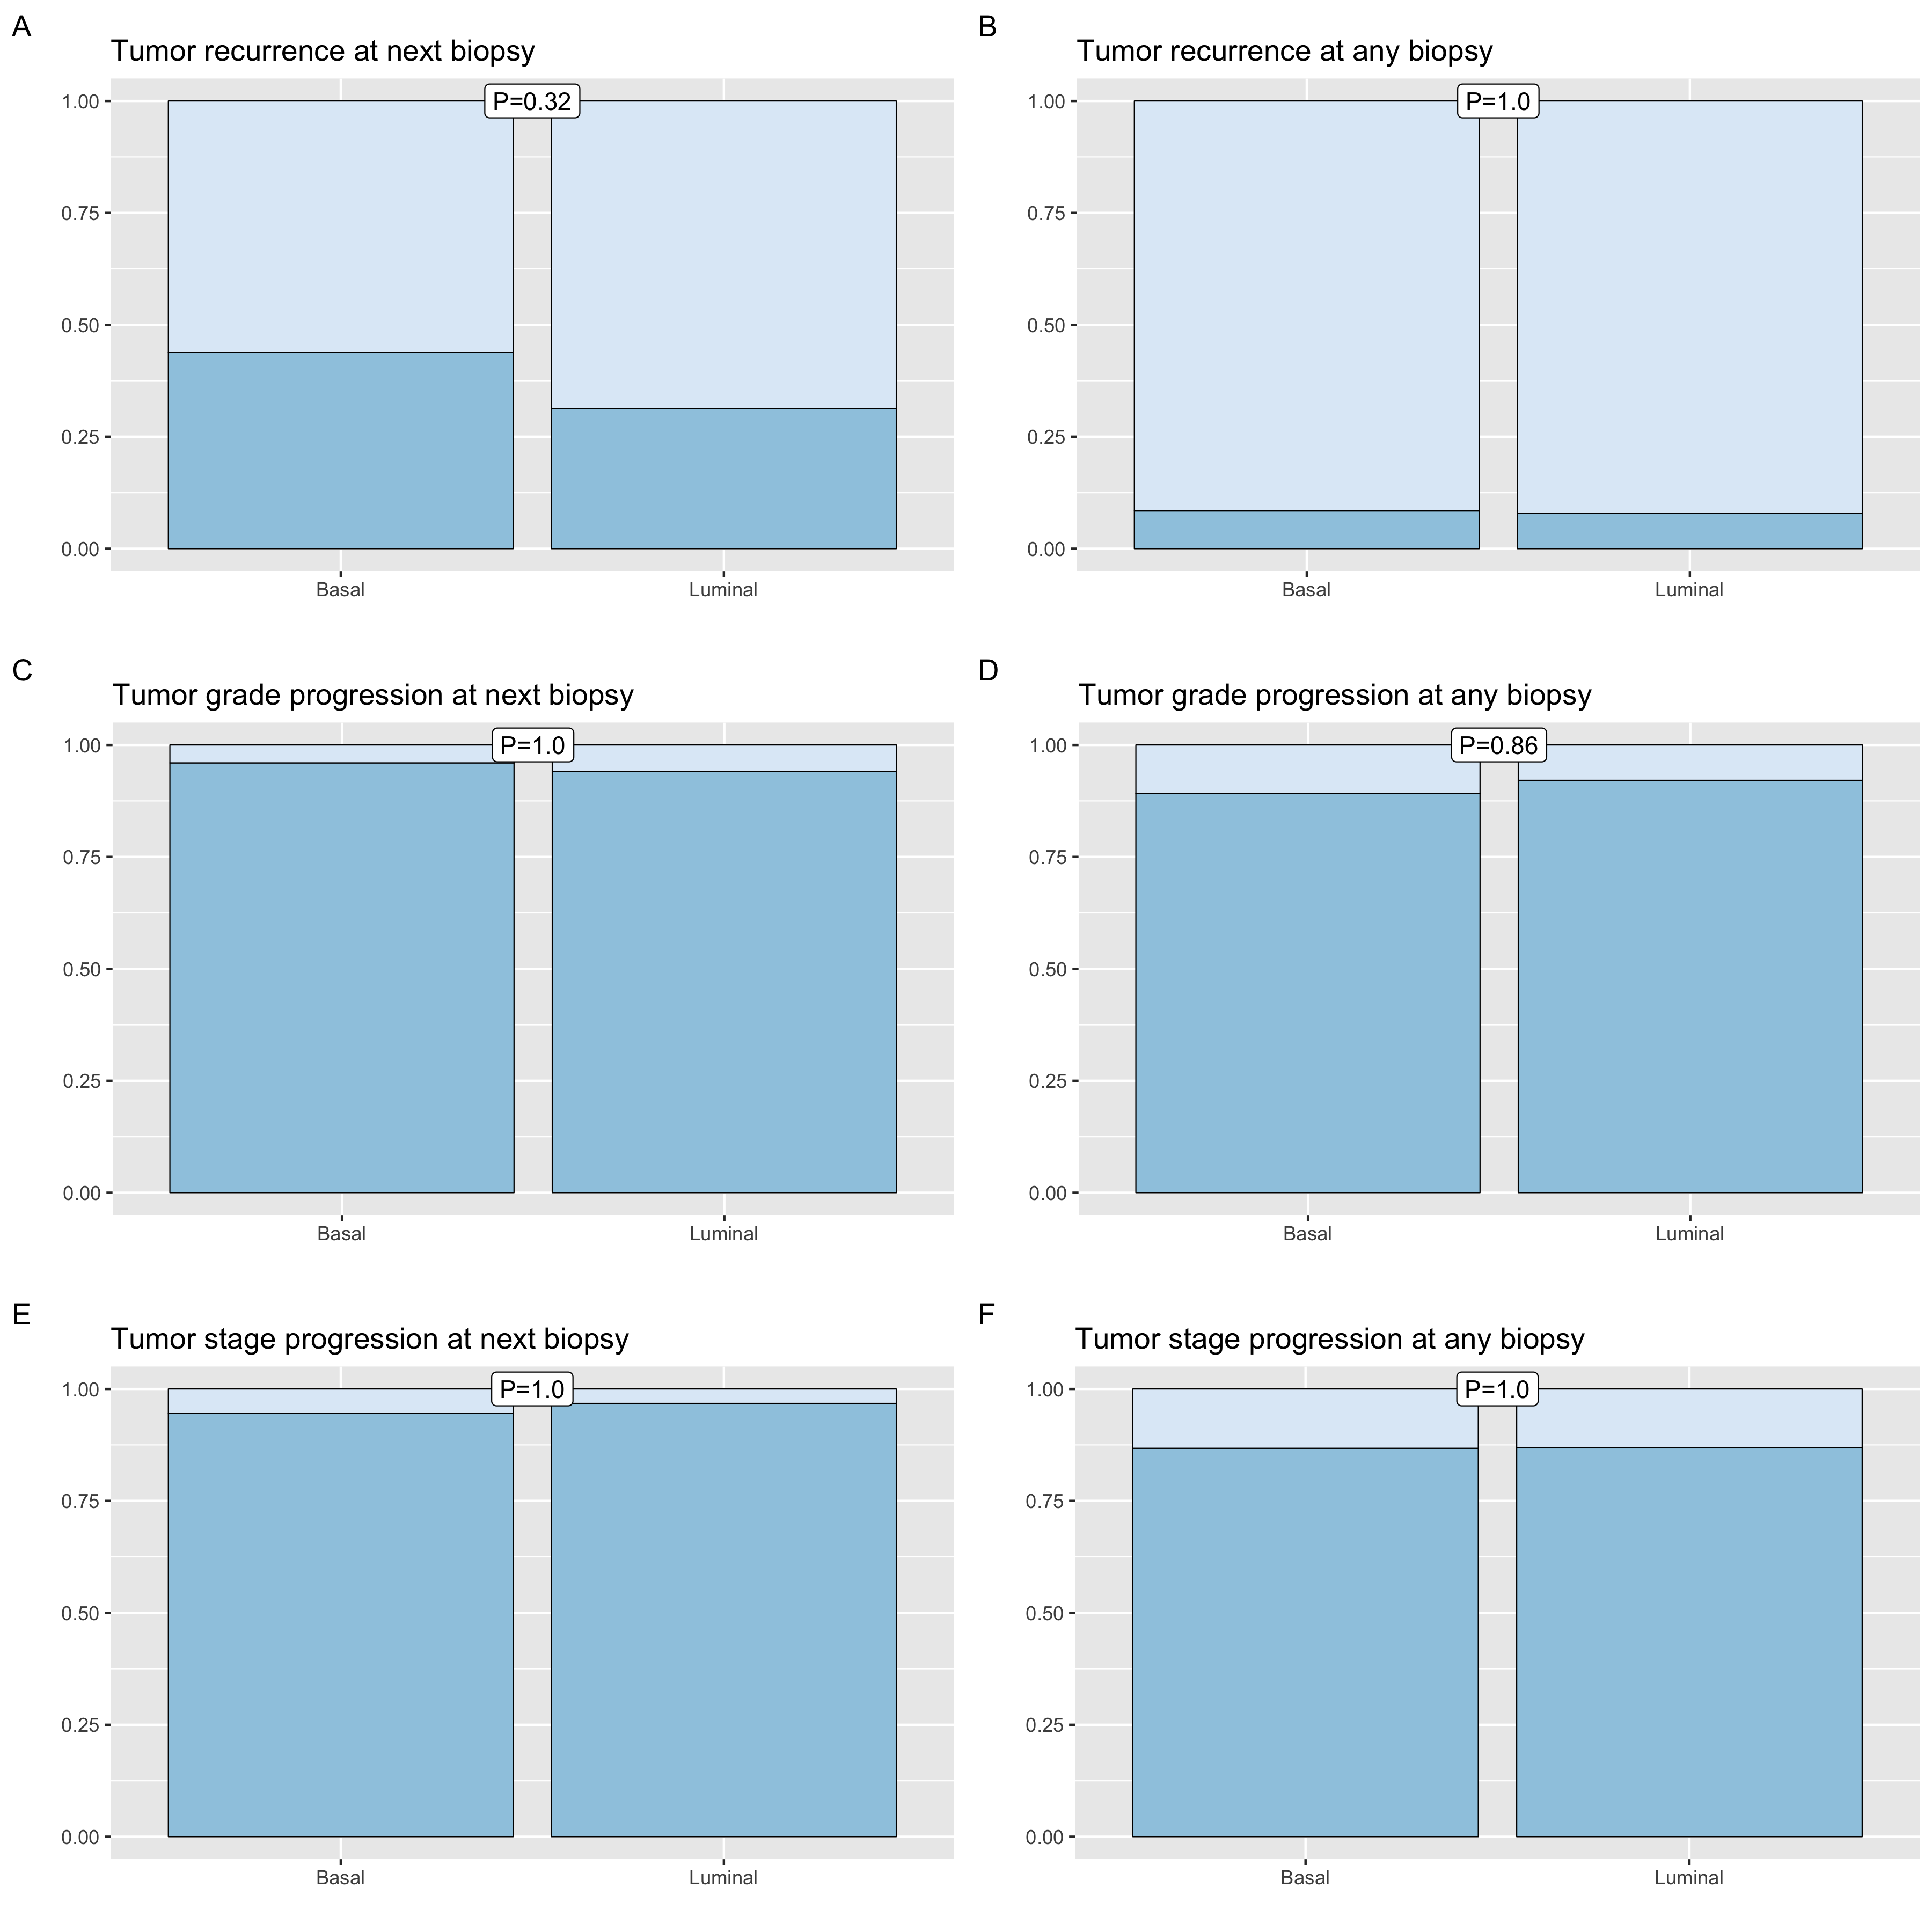 A
Tumor recurrence at next biopsy
P=0.32
1.00
0.75
0.50
0.25
0.00
Basal Luminal
B
Tumor recurrence at any biopsy
P=1.0
1.00
0.75
0.50
0.25
0.00
Basal Luminal
C
Tumor grade progression at next biopsy
P=1.0
1.00
0.75
0.50
0.25
0.00
Basal Luminal
D
Tumor grade progression at any biopsy
P=0.86
1.00
0.75
0.50
0.25
0.00
Basal Luminal
E
Tumor stage progression at next biopsy
P=1.0
1.00
0.75
0.50
0.25
0.00
Basal Luminal
F
Tumor stage progression at any biopsy
P=1.0
1.00
0.75
0.50
0.25
0.00
Basal Luminal